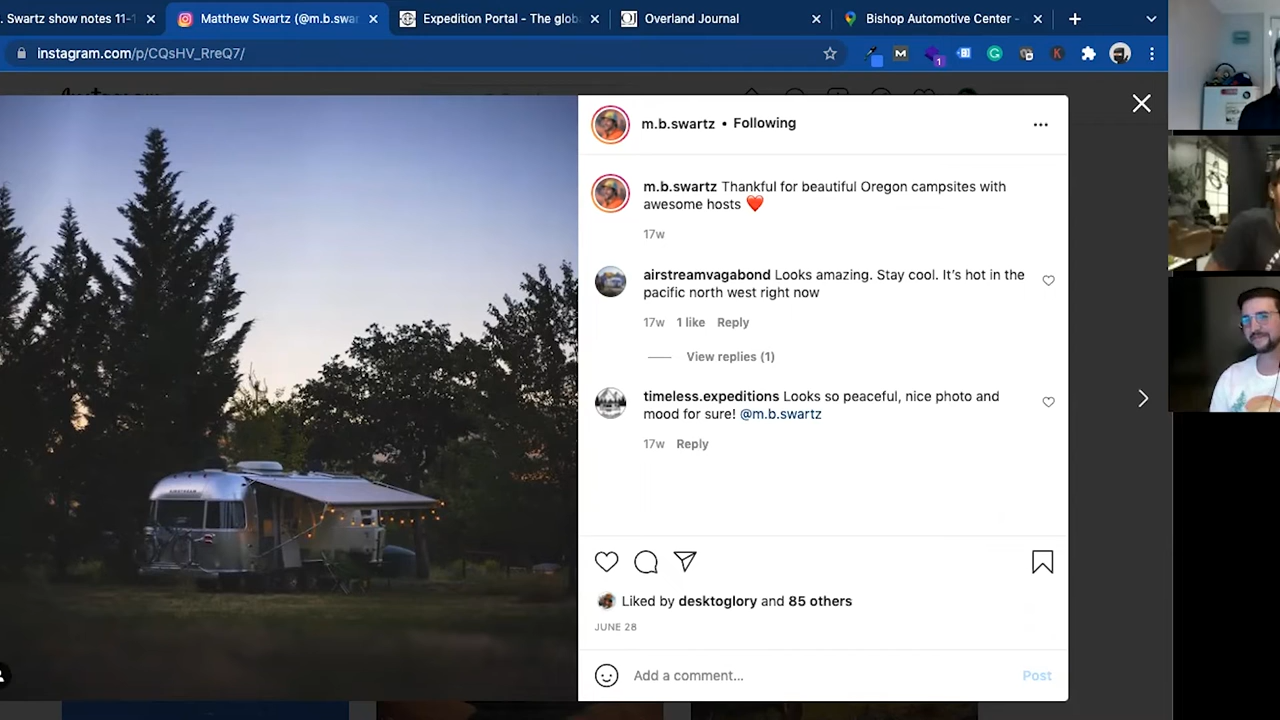 . Swartz show notes 11-1
Matthew Swartz (@m.b.swar
Expedition Portal - The glob
Overland Journal
Bishop Automotive Center -
instagram.com/p/CQsHV_RreQ7/
M
1
K
m.b.swartz • Following
m.b.swartz Thankful for beautiful Oregon campsites with
awesome hosts ❤️
17w
airstreamvagabond Looks amazing. Stay cool. It's hot in the
pacific north west right now
17w 1 like Reply
View replies (1)
timeless.expeditions Looks so peaceful, nice photo and
mood for sure! @m.b.swartz
17w Reply
Liked by desktoglory and 85 others
JUNE 28
Add a comment...
Post
AIRSTREAM